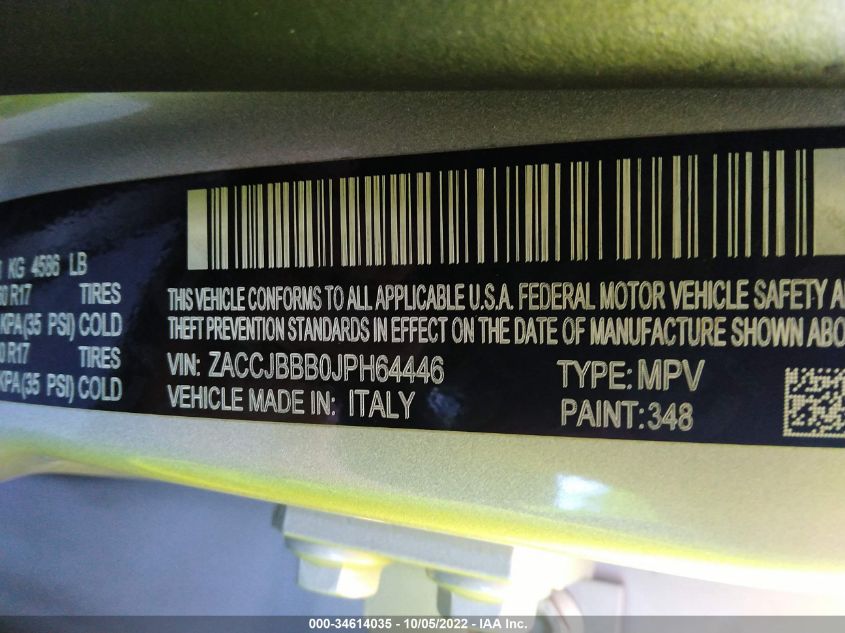 KG 4586 LB
R17 TIRES
KPA (35 PSI) COLD
R17 TIRES
KPA (35 PSI) COLD
THIS VEHICLE CONFORMS TO ALL APPLICABLE U.S.A. FEDERAL MOTOR VEHICLE SAFETY
THEFT PREVENTION STANDARDS IN EFFECT ON THE DATE OF MANUFACTURE SHOWN
VIN: ZACCJBBB0JPH64446 TYPE: MPV
VEHICLE MADE IN: ITALY PAINT: 348
000-34614035 - 10/05/2022 - IAA Inc.